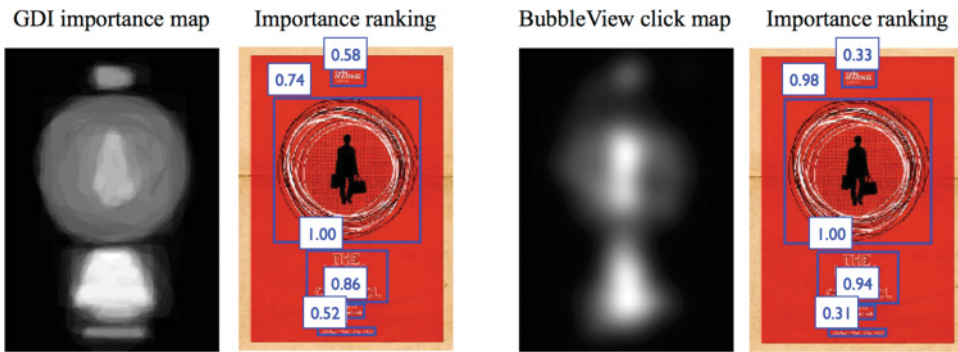 GDI importance map
Importance ranking
BubbleView click map
Importance ranking
0.58
0.74
1.00
THE
0.86
0.52
0.33
0.98
1.00
THE
0.94
0.31